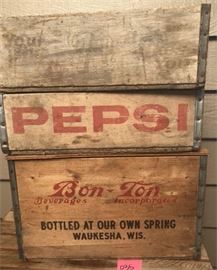 PEPSI
Bon-Ton
Beverages Incorporated
BOTTLED AT OUR OWN SPRING
WAUKESHA, WIS.